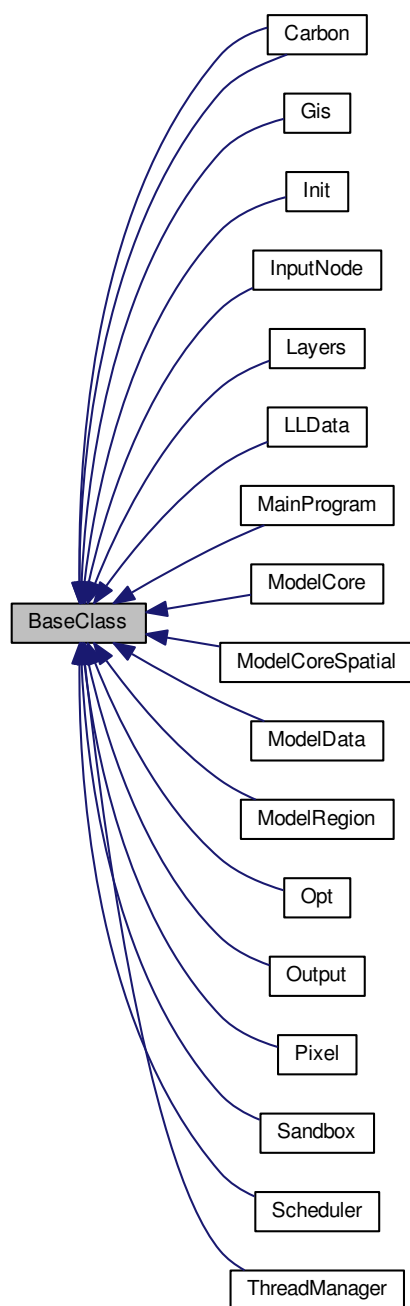 Carbon
Gis
Init
InputNode
Layers
LLData
MainProgram
ModelCore
BaseClass
ModelCoreSpatial
ModelData
ModelRegion
Opt
Output
Pixel
Sandbox
Scheduler
ThreadManager